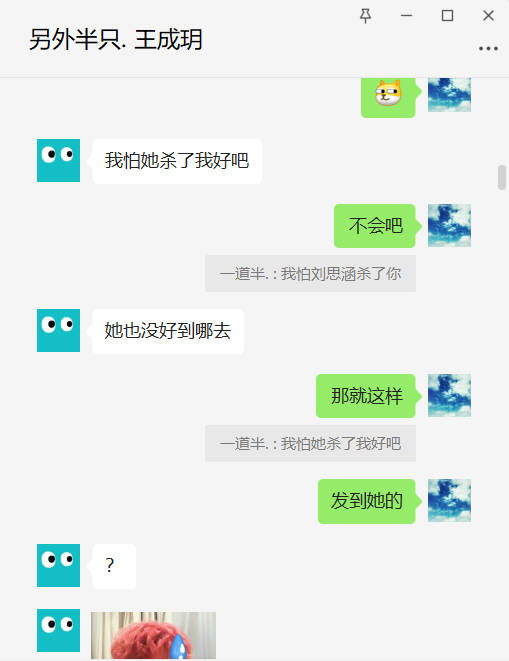 另外半只. 王成玥
我怕她杀了我好吧
不会吧
一道半. : 我怕刘思涵杀了你
她也没好到哪去
那就这样
一道半. : 我怕她杀了我好吧
发到她的
?